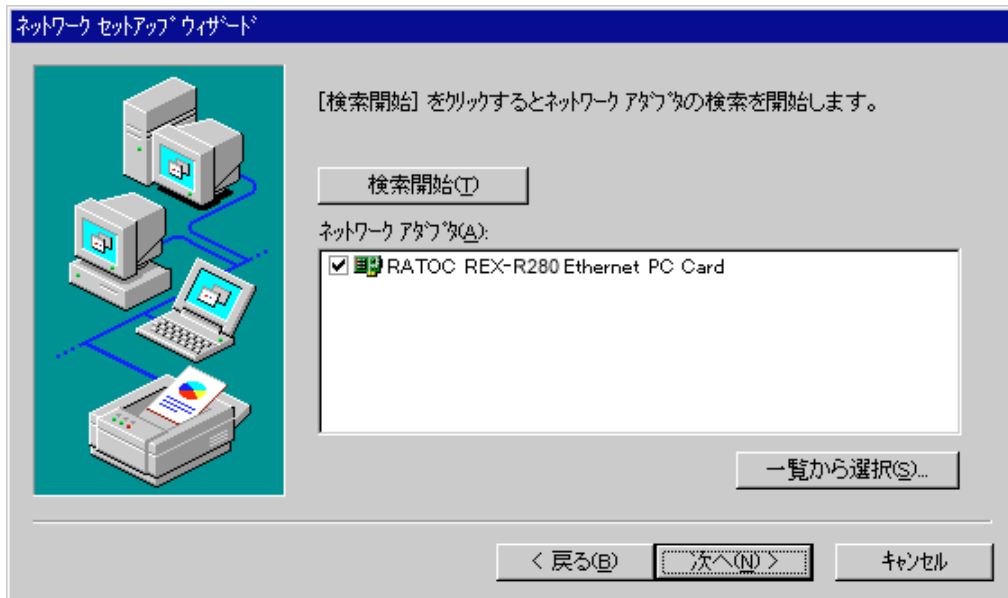 ネットワーク セットアップ ウィザード
[検索開始] をクリックするとネットワーク アダプタの検索を開始します。
検索開始(T)
ネットワーク アダプタ(A):
RATOC REX-R280 Ethernet PC Card
一覧から選択(S)...
< 戻る(B)
次へ(N) >
キャンセル